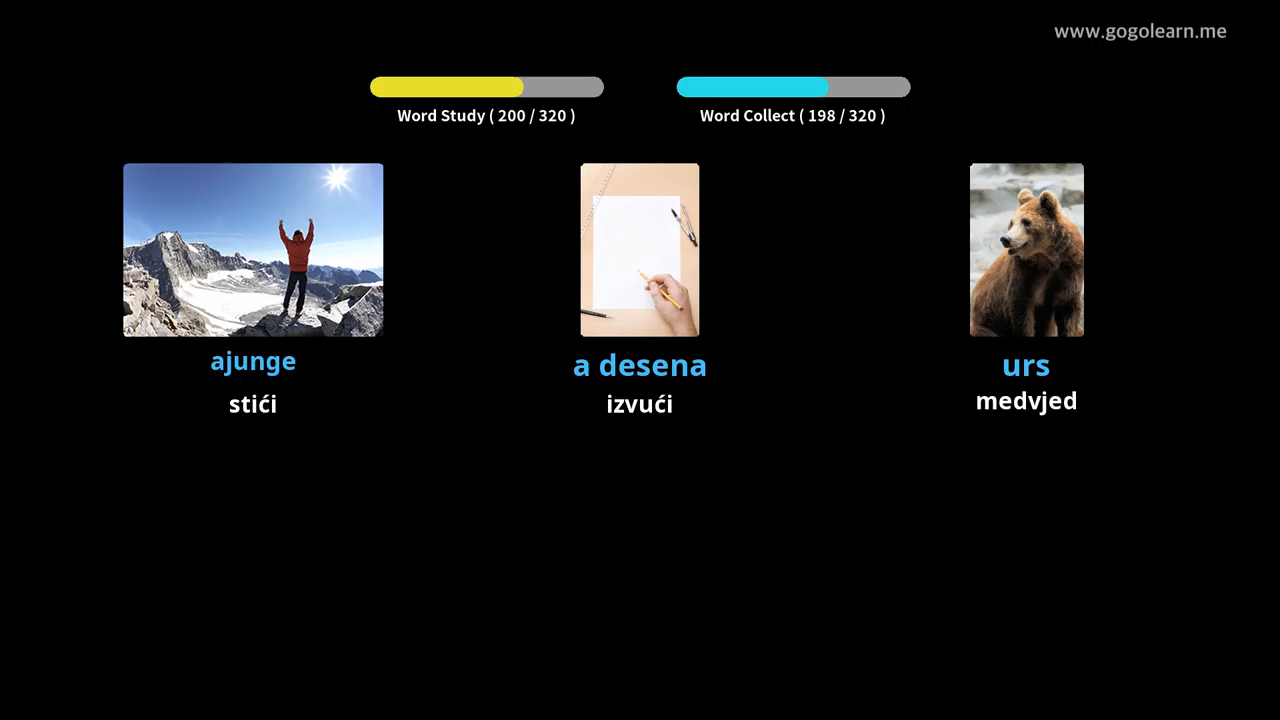 www.gogolearn.me
Word Study ( 200 / 320 )
Word Collect ( 198 / 320 )
ajunge
a desena
urs
stići
izvući
medvjed